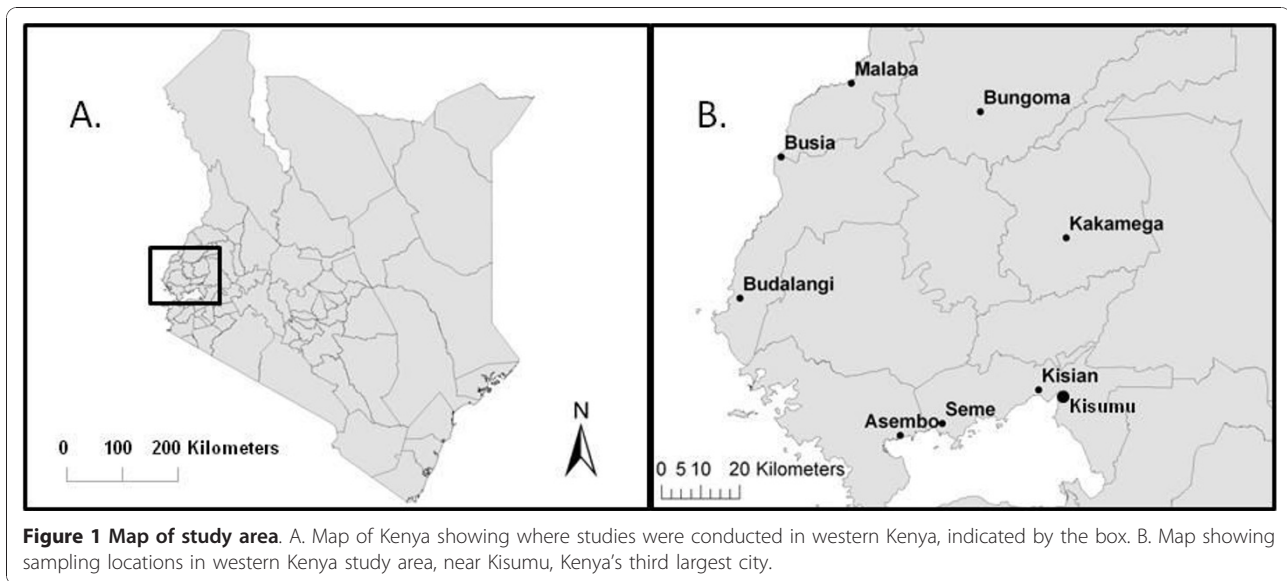 A.
N
0 100 200 Kilometers
B.
Malaba
Bungoma
Busia
Kakamega
Budalangi
Kisian
Kisumu
Seme
Asembo
0 5 10 20 Kilometers
Figure 1 Map of study area. A. Map of Kenya showing where studies were conducted in western Kenya, indicated by the box. B. Map showing
sampling locations in western Kenya study area, near Kisumu, Kenya's third largest city.